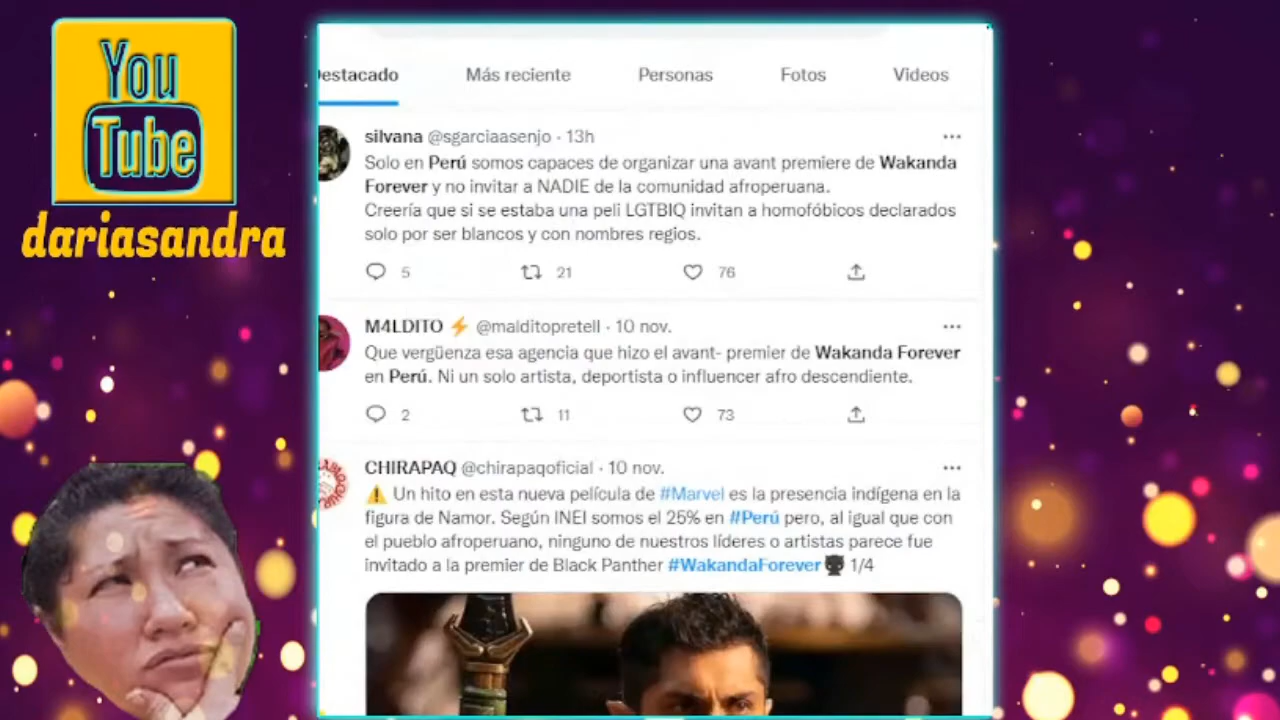 You
Tube
dariasandra
Destacado Más reciente Personas Fotos Videos
silvana @sgarciaasenjo · 13h
Solo en Perú somos capaces de organizar una avant premiere de Wakanda
Forever y no invitar a NADIE de la comunidad afroperuana.
Creería que si se estaba una peli LGTBIQ invitan a homofóbicos declarados
solo por ser blancos y con nombres regios.
5 21 76
M4LDITO ⚡ @malditopretell · 10 nov.
Que vergüenza esa agencia que hizo el avant- premier de Wakanda Forever
en Perú. Ni un solo artista, deportista o influencer afro descendiente.
2 11 73
CHIRAPAQ @chirapaqoficial · 10 nov.
⚠️ Un hito en esta nueva película de #Marvel es la presencia indígena en la
figura de Namor. Según INEI somos el 25% en #Perú pero, al igual que con
el pueblo afroperuano, ninguno de nuestros líderes o artistas parece fue
invitado a la premier de Black Panther #WakandaForever 1/4